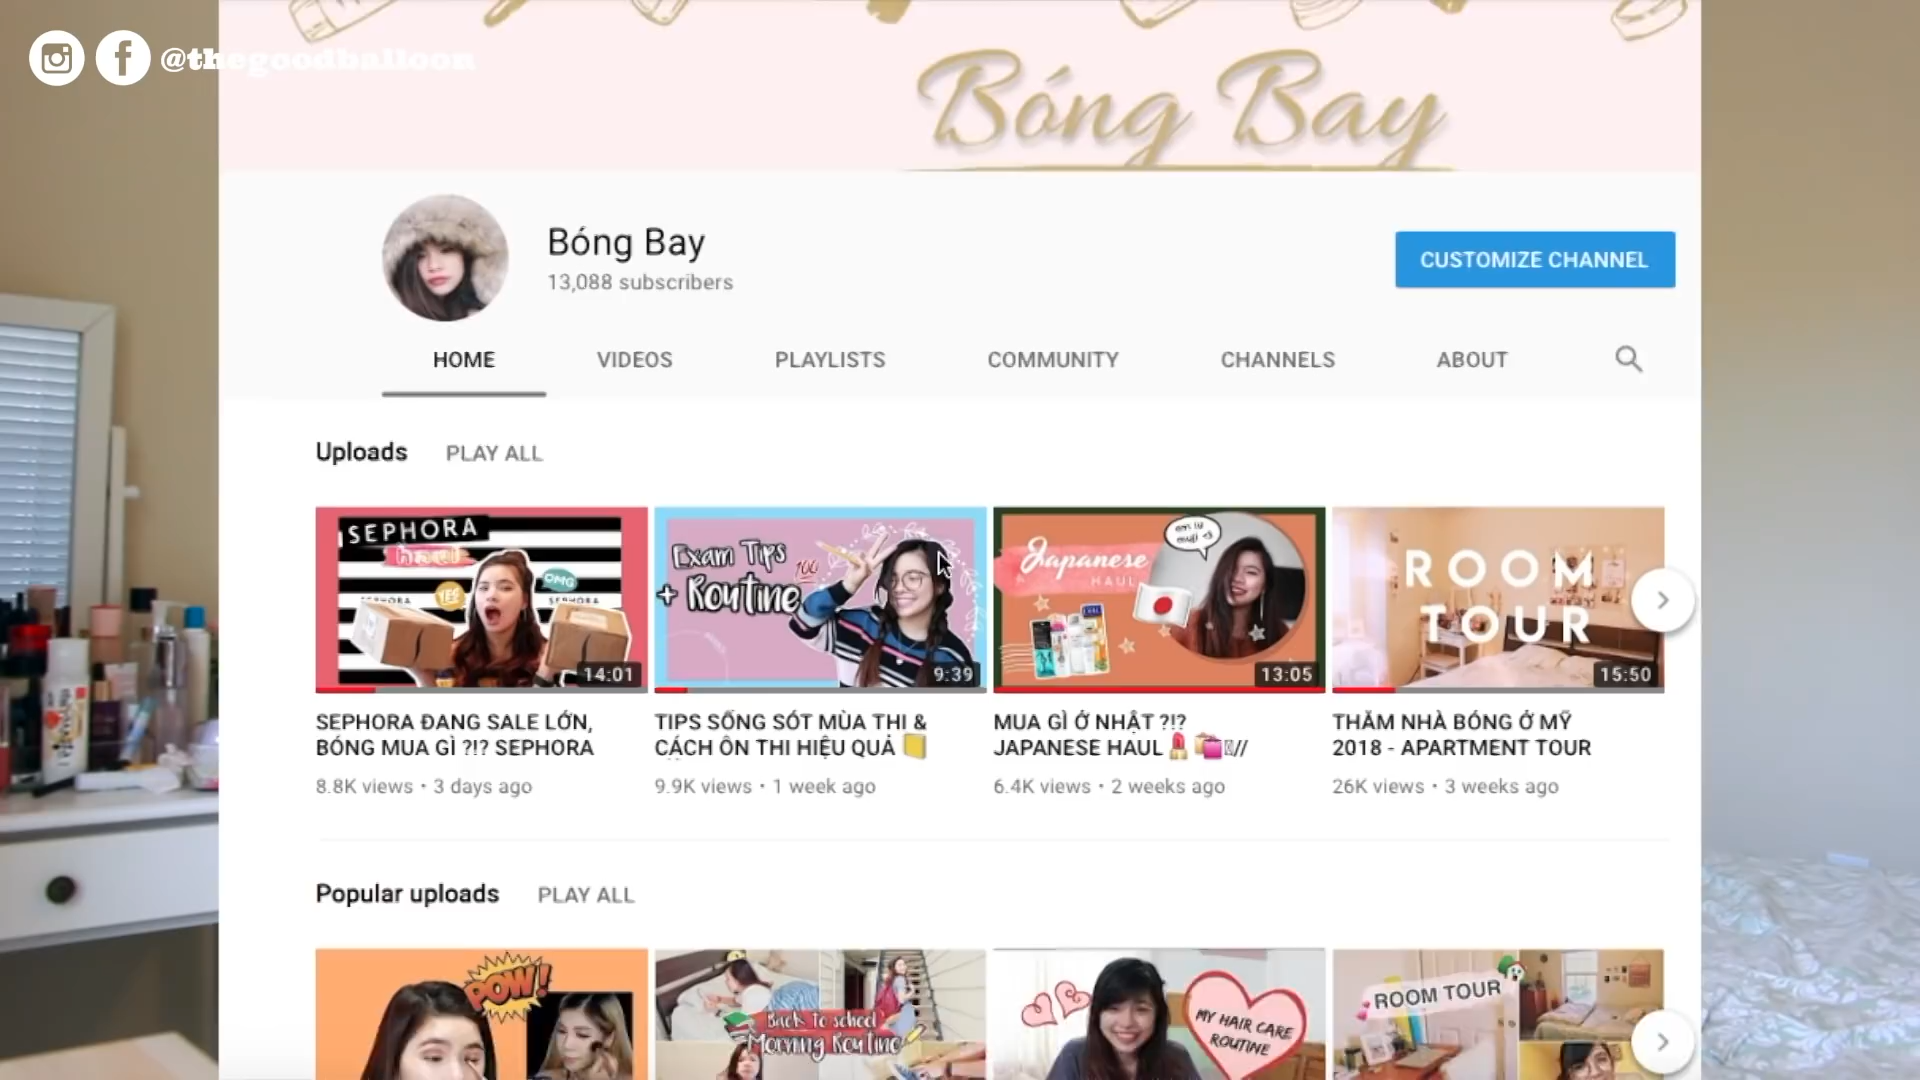 @thegoodballoon
Bóng Bay
Bóng Bay
13,088 subscribers
CUSTOMIZE CHANNEL
HOME
VIDEOS
PLAYLISTS
COMMUNITY
CHANNELS
ABOUT
Uploads
PLAY ALL
SEPHORA
haul
YES
OMG
SEPHORA
SEPHORA
14:01
Exam Tips
+ Routine
100
9:39
Japanese
HAUL
13:05
ROOM
TOUR
15:50
SEPHORA ĐANG SALE LỚN,
BÓNG MUA GÌ ?!? SEPHORA
8.8K views • 3 days ago
TIPS SỐNG SÓT MÙA THI &
CÁCH ÔN THI HIỆU QUẢ
9.9K views • 1 week ago
MUA GÌ Ở NHẬT ?!?
JAPANESE HAUL //
6.4K views • 2 weeks ago
THĂM NHÀ BÓNG Ở MỸ
2018 - APARTMENT TOUR
26K views • 3 weeks ago
Popular uploads
PLAY ALL
POW!
Back to school
Morning Routine
MY HAIR CARE
ROUTINE
ROOM TOUR